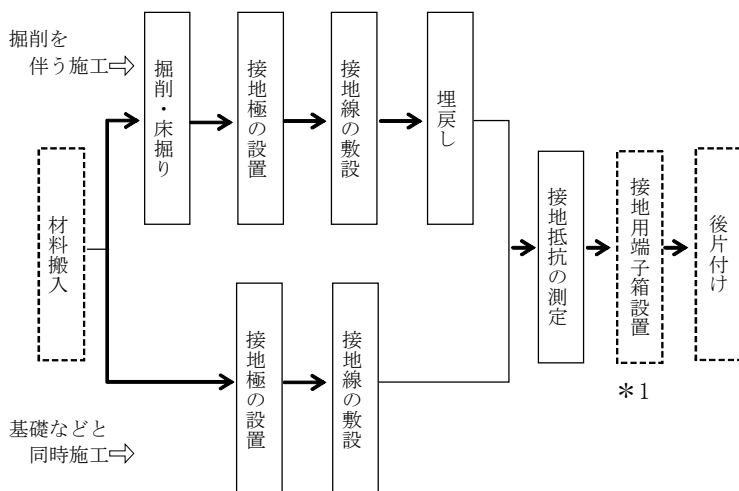 掘削を
伴う施工⇨
材料搬入
掘削・床掘り
接地極の設置
接地線の敷設
埋戻し
接地極の設置
接地線の敷設
接地抵抗の測定
接地用端子箱設置
後片付け
＊1
基礎などと
同時施工⇨